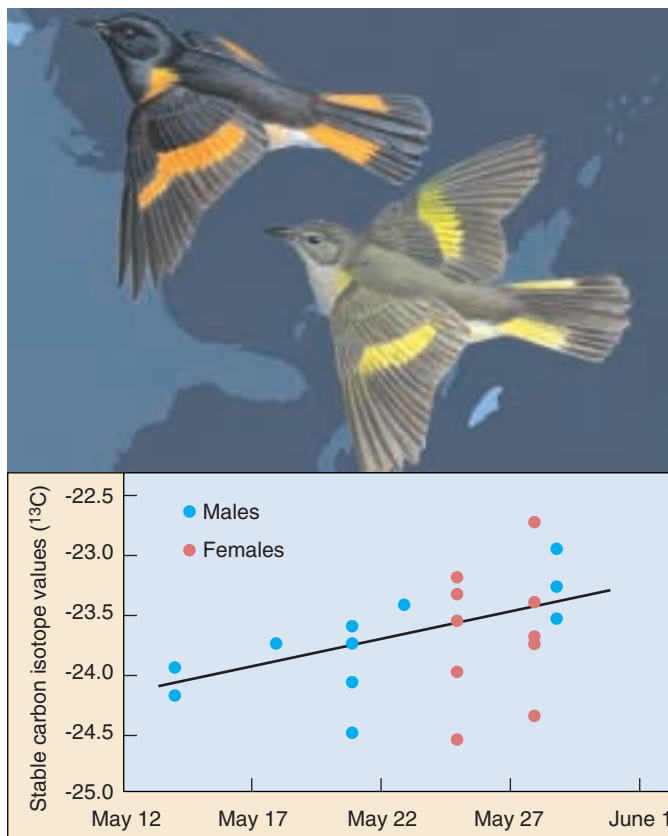 Stable carbon isotope values (¹³C)
-22.5
Males
Females
-23.0
-23.5
-24.0
-24.5
-25.0
May 12 May 17 May 22 May 27 June 1